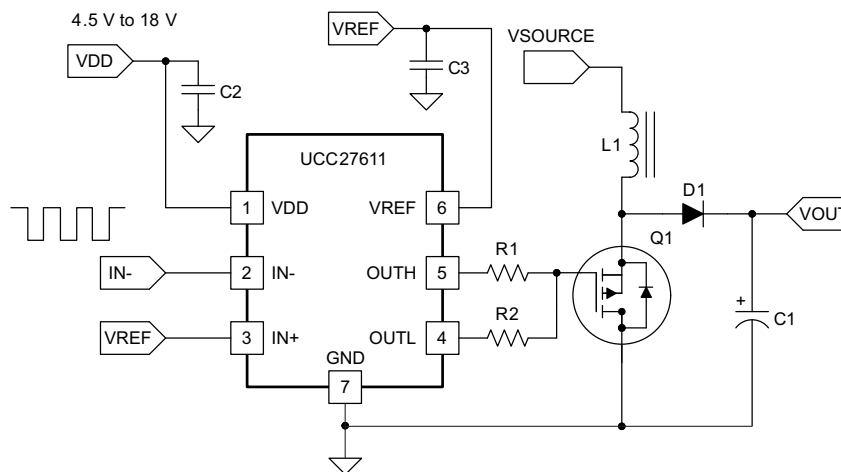 4.5 V to 18 V
VREF
VSOURCE
VDD
C2
C3
UCC27611
L1
D1
1 VDD
VREF 6
VOUT
Q1
IN-
2 IN-
OUTH 5
R1
VREF
3 IN+
OUTL 4
R2
+
C1
GND
7